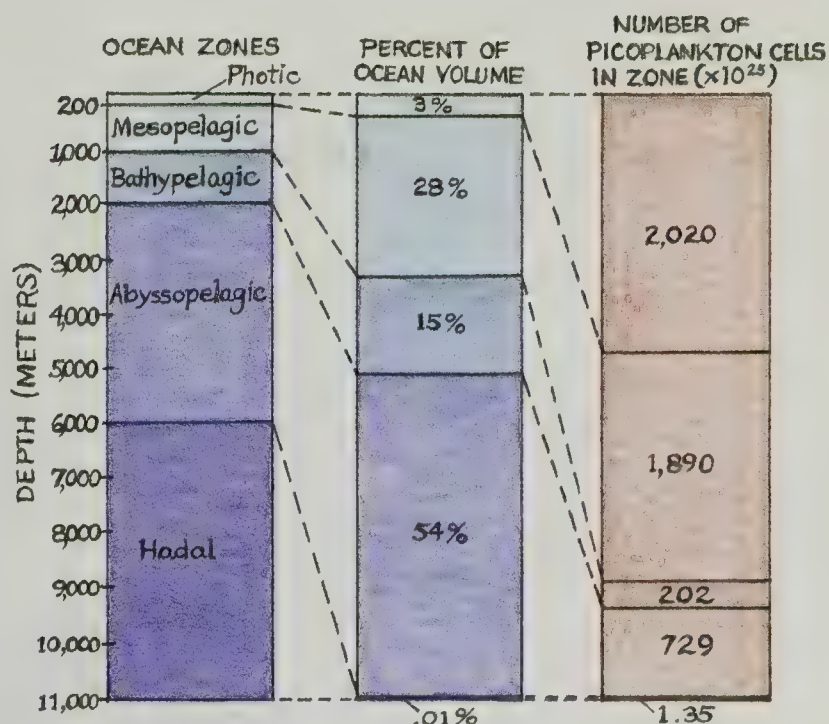 OCEAN ZONES
Photic
200
Mesopelagic
1,000
Bathypelagic
2,000
3,000
Abyssopelagic
4,000
5,000
6,000
7,000
8,000
Hadal
9,000
10,000
11,000
DEPTH (METERS)
PERCENT OF
OCEAN VOLUME
3%
28%
15%
54%
.01%
NUMBER OF
PICOPLANKTON CELLS
IN ZONE (×10²⁵)
2,020
1,890
202
729
1.35